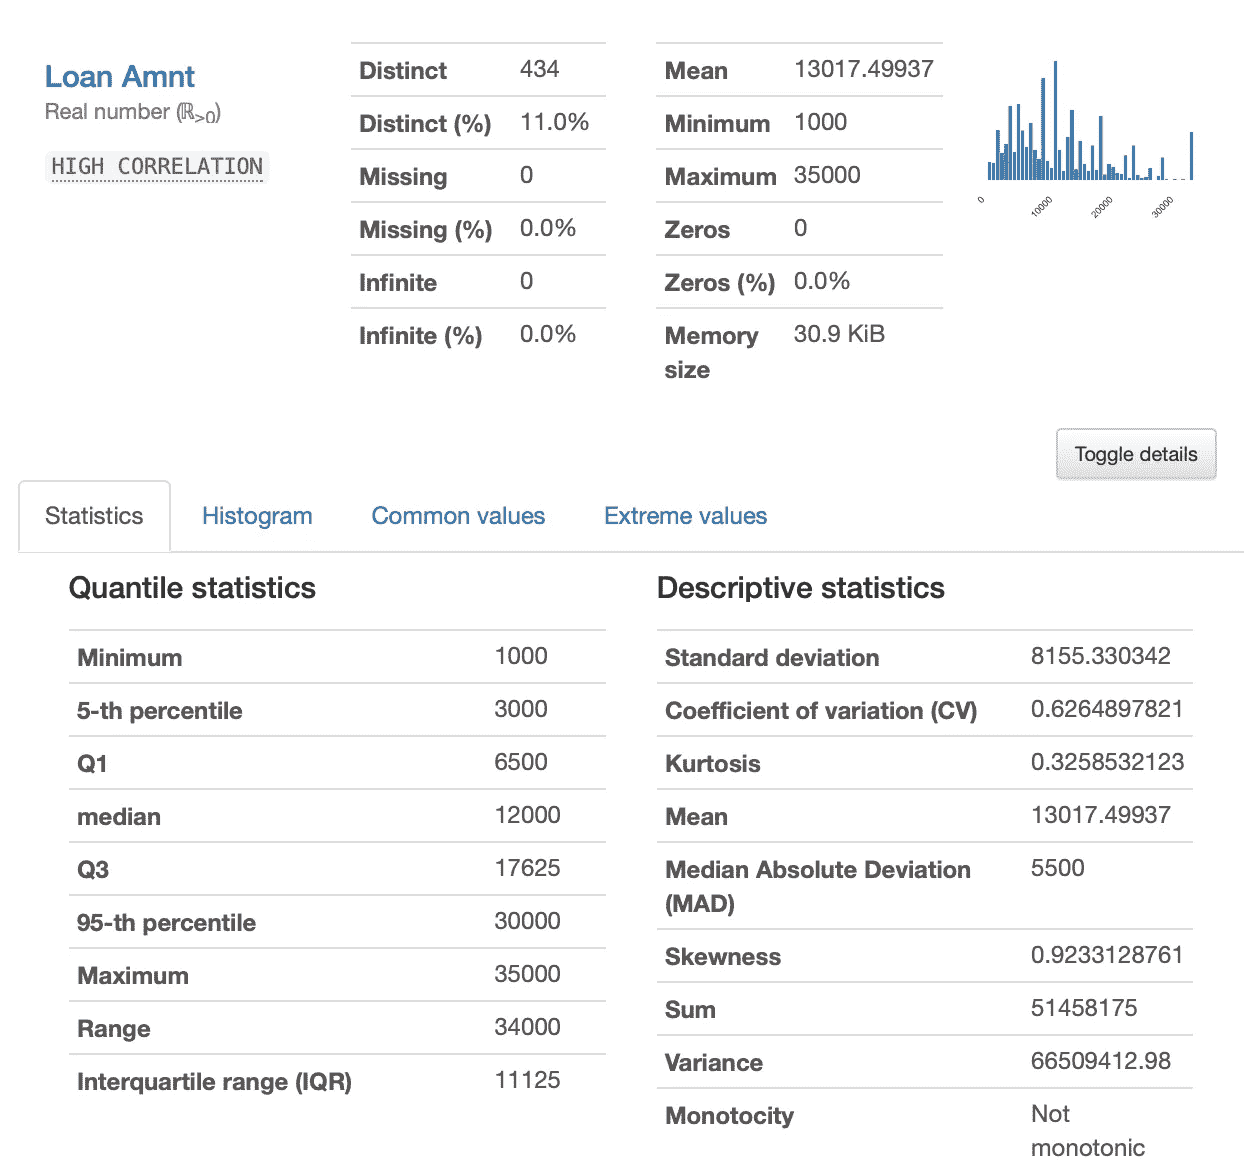 Loan Amnt
Real number (ℝ>0)
HIGH CORRELATION
Distinct 434
Distinct (%) 11.0%
Missing 0
Missing (%) 0.0%
Infinite 0
Infinite (%) 0.0%
Mean 13017.49937
Minimum 1000
Maximum 35000
Zeros 0
Zeros (%) 0.0%
Memory 30.9 KiB
size
0 10000 20000 30000
Toggle details
Statistics Histogram Common values Extreme values
Quantile statistics
Minimum 1000
5-th percentile 3000
Q1 6500
median 12000
Q3 17625
95-th percentile 30000
Maximum 35000
Range 34000
Interquartile range (IQR) 11125
Descriptive statistics
Standard deviation 8155.330342
Coefficient of variation (CV) 0.6264897821
Kurtosis 0.3258532123
Mean 13017.49937
Median Absolute Deviation 5500
(MAD)
Skewness 0.9233128761
Sum 51458175
Variance 66509412.98
Monotocity Not
monotonic